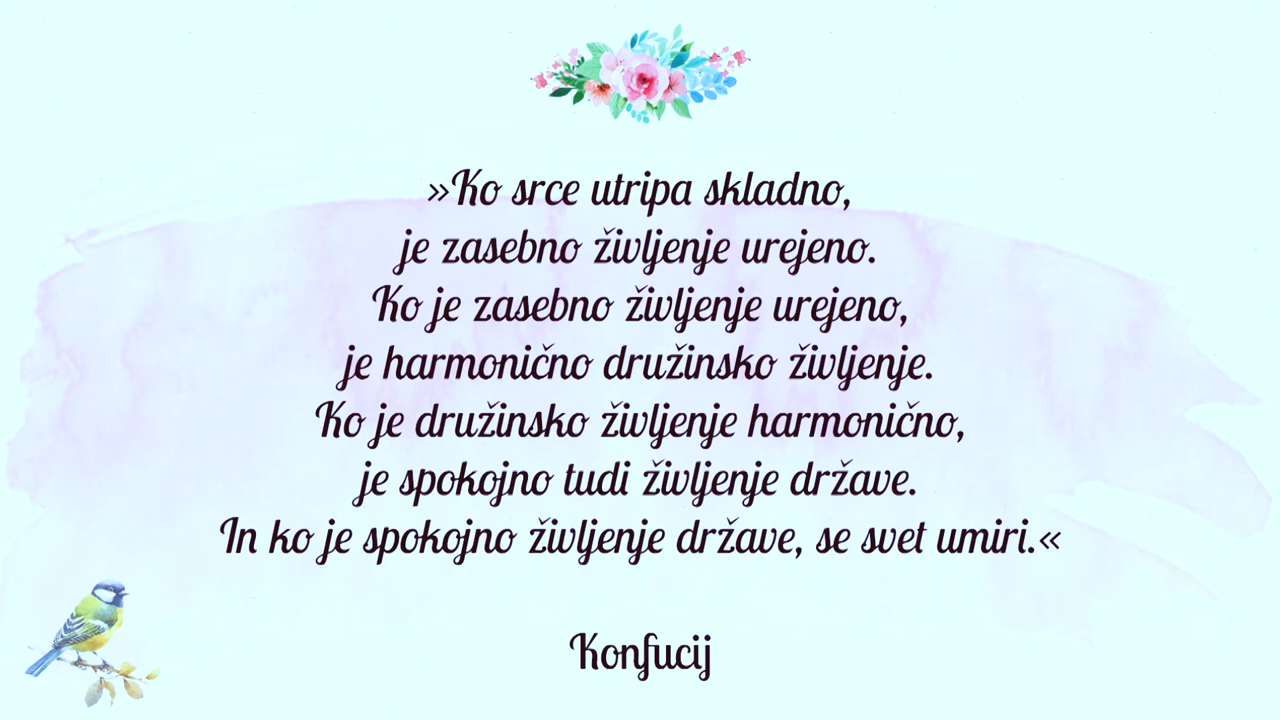 »Ko srce utripa skladno,
je zasebno življenje urejeno.
Ko je zasebno življenje urejeno,
je harmonično družinsko življenje.
Ko je družinsko življenje harmonično,
je spokojno tudi življenje države.
In ko je spokojno življenje države, se svet umiri.«
Konfucij